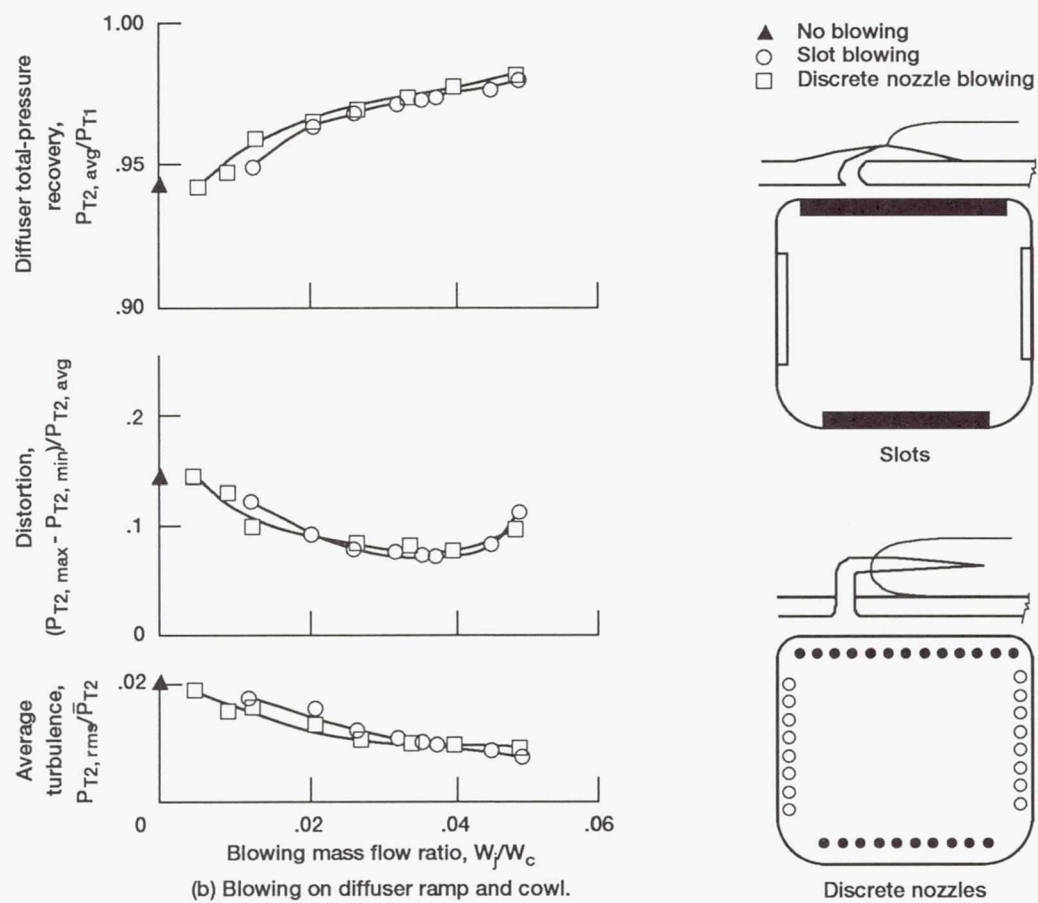 1.00
.95
.90
Diffuser total-pressure
recovery,
P_T2, avg/P_T1
▲ No blowing
○ Slot blowing
□ Discrete nozzle blowing
.2
.1
0
Distortion,
(P_T2, max - P_T2, min)/P_T2, avg
Slots
.02
Average
turbulence,
P_T2, rms/P̅_T2
0
.02
.04
.06
Blowing mass flow ratio, W_j/W_c
(b) Blowing on diffuser ramp and cowl.
Discrete nozzles